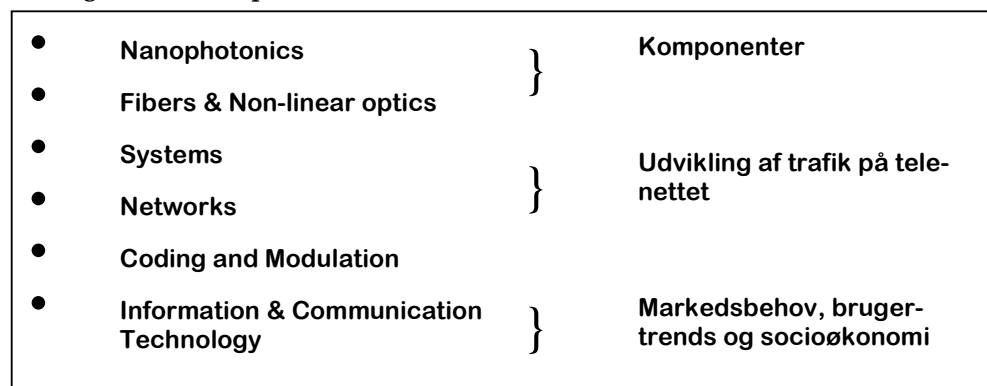 • Nanophotonics } Komponenter
• Fibers & Non-linear optics
• Systems } Udvikling af trafik på tele-
nettet
• Networks
• Coding and Modulation
• Information & Communication
Technology } Markedsbehov, bruger-
trends og socioøkonomi